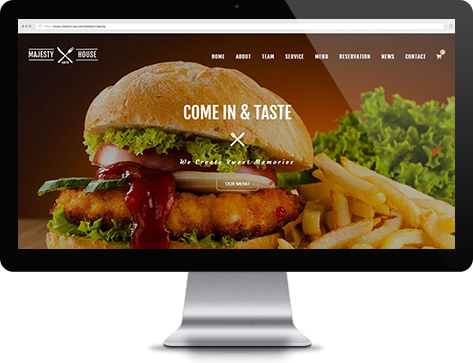 MAJESTY HOUSE
HOME ABOUT TEAM SERVICE MENU RESERVATION NEWS CONTACT
COME IN & TASTE
We Create Sweet Memories
OUR MENU